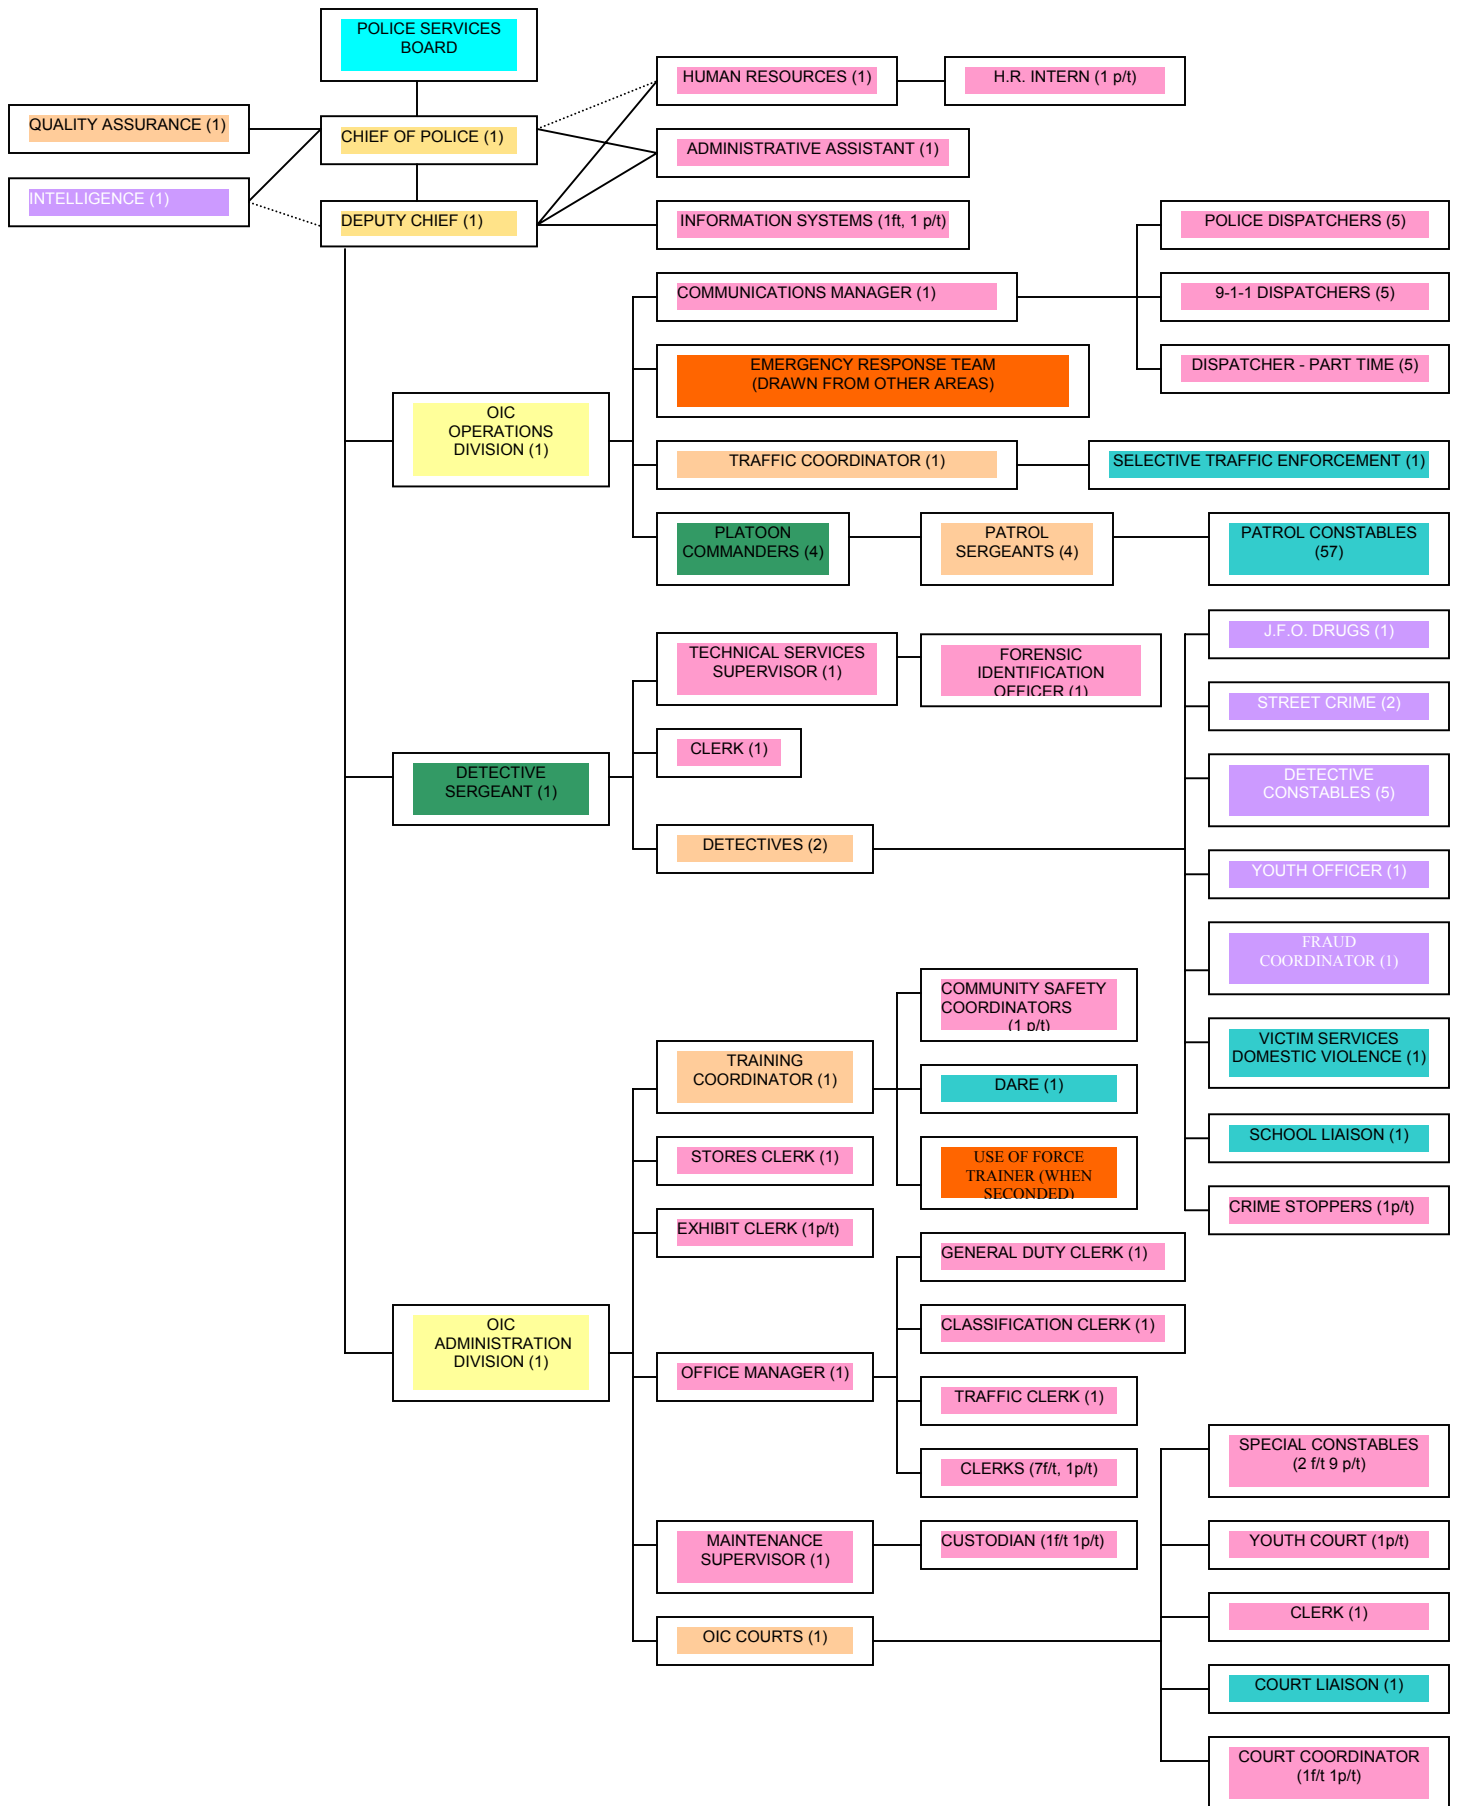 POLICE SERVICES
BOARD
HUMAN RESOURCES (1)
H.R. INTERN (1 p/t)
QUALITY ASSURANCE (1)
CHIEF OF POLICE (1)
ADMINISTRATIVE ASSISTANT (1)
INTELLIGENCE (1)
DEPUTY CHIEF (1)
INFORMATION SYSTEMS (1ft, 1 p/t)
POLICE DISPATCHERS (5)
COMMUNICATIONS MANAGER (1)
9-1-1 DISPATCHERS (5)
EMERGENCY RESPONSE TEAM
(DRAWN FROM OTHER AREAS)
DISPATCHER - PART TIME (5)
OIC
OPERATIONS
DIVISION (1)
TRAFFIC COORDINATOR (1)
SELECTIVE TRAFFIC ENFORCEMENT (1)
PLATOON
COMMANDERS (4)
PATROL
SERGEANTS (4)
PATROL CONSTABLES
(57)
J.F.O. DRUGS (1)
TECHNICAL SERVICES
SUPERVISOR (1)
FORENSIC
IDENTIFICATION
OFFICER (1)
STREET CRIME (2)
CLERK (1)
DETECTIVE
SERGEANT (1)
DETECTIVE
CONSTABLES (5)
DETECTIVES (2)
YOUTH OFFICER (1)
FRAUD
COORDINATOR (1)
COMMUNITY SAFETY
COORDINATORS
(1 p/t)
VICTIM SERVICES
DOMESTIC VIOLENCE (1)
TRAINING
COORDINATOR (1)
DARE (1)
SCHOOL LIAISON (1)
STORES CLERK (1)
USE OF FORCE
TRAINER (WHEN
SECONDED)
CRIME STOPPERS (1p/t)
EXHIBIT CLERK (1p/t)
GENERAL DUTY CLERK (1)
OIC
ADMINISTRATION
DIVISION (1)
CLASSIFICATION CLERK (1)
OFFICE MANAGER (1)
TRAFFIC CLERK (1)
CLERKS (7f/t, 1p/t)
SPECIAL CONSTABLES
(2 f/t 9 p/t)
MAINTENANCE
SUPERVISOR (1)
CUSTODIAN (1f/t 1p/t)
YOUTH COURT (1p/t)
OIC COURTS (1)
CLERK (1)
COURT LIAISON (1)
COURT COORDINATOR
(1f/t 1p/t)